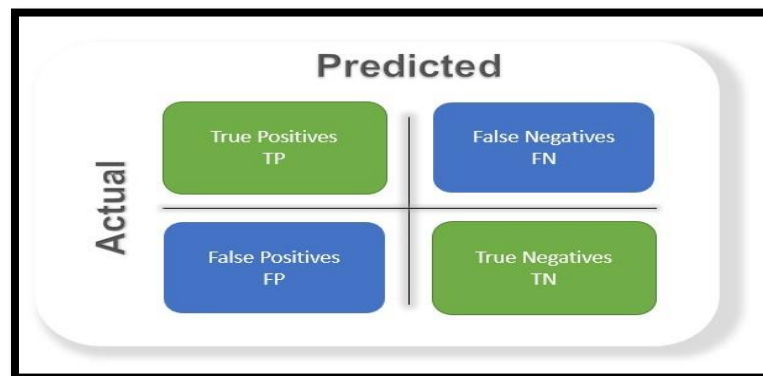 Predicted
Actual
True Positives
TP
False Negatives
FN
False Positives
FP
True Negatives
TN